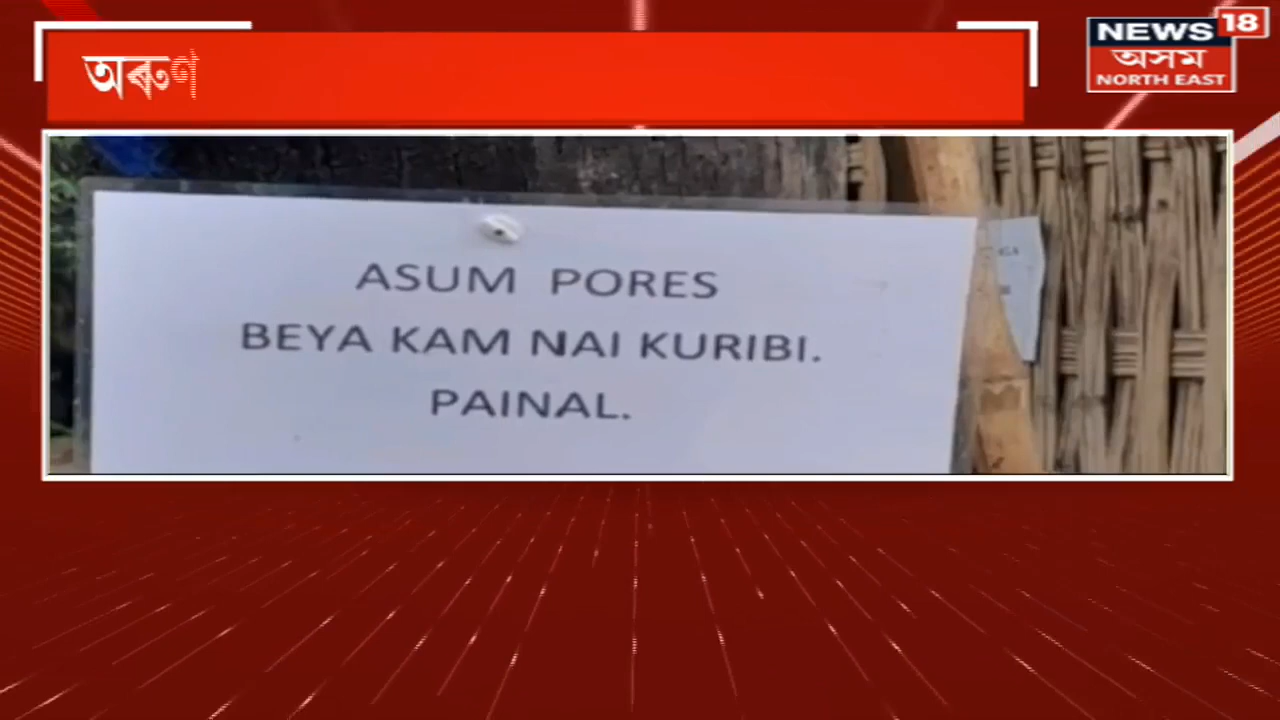 অৰুণ
NEWS 18
অসম
NORTH EAST
ASUM PORES
BEYA KAM NAI KURIBI.
PAINAL.